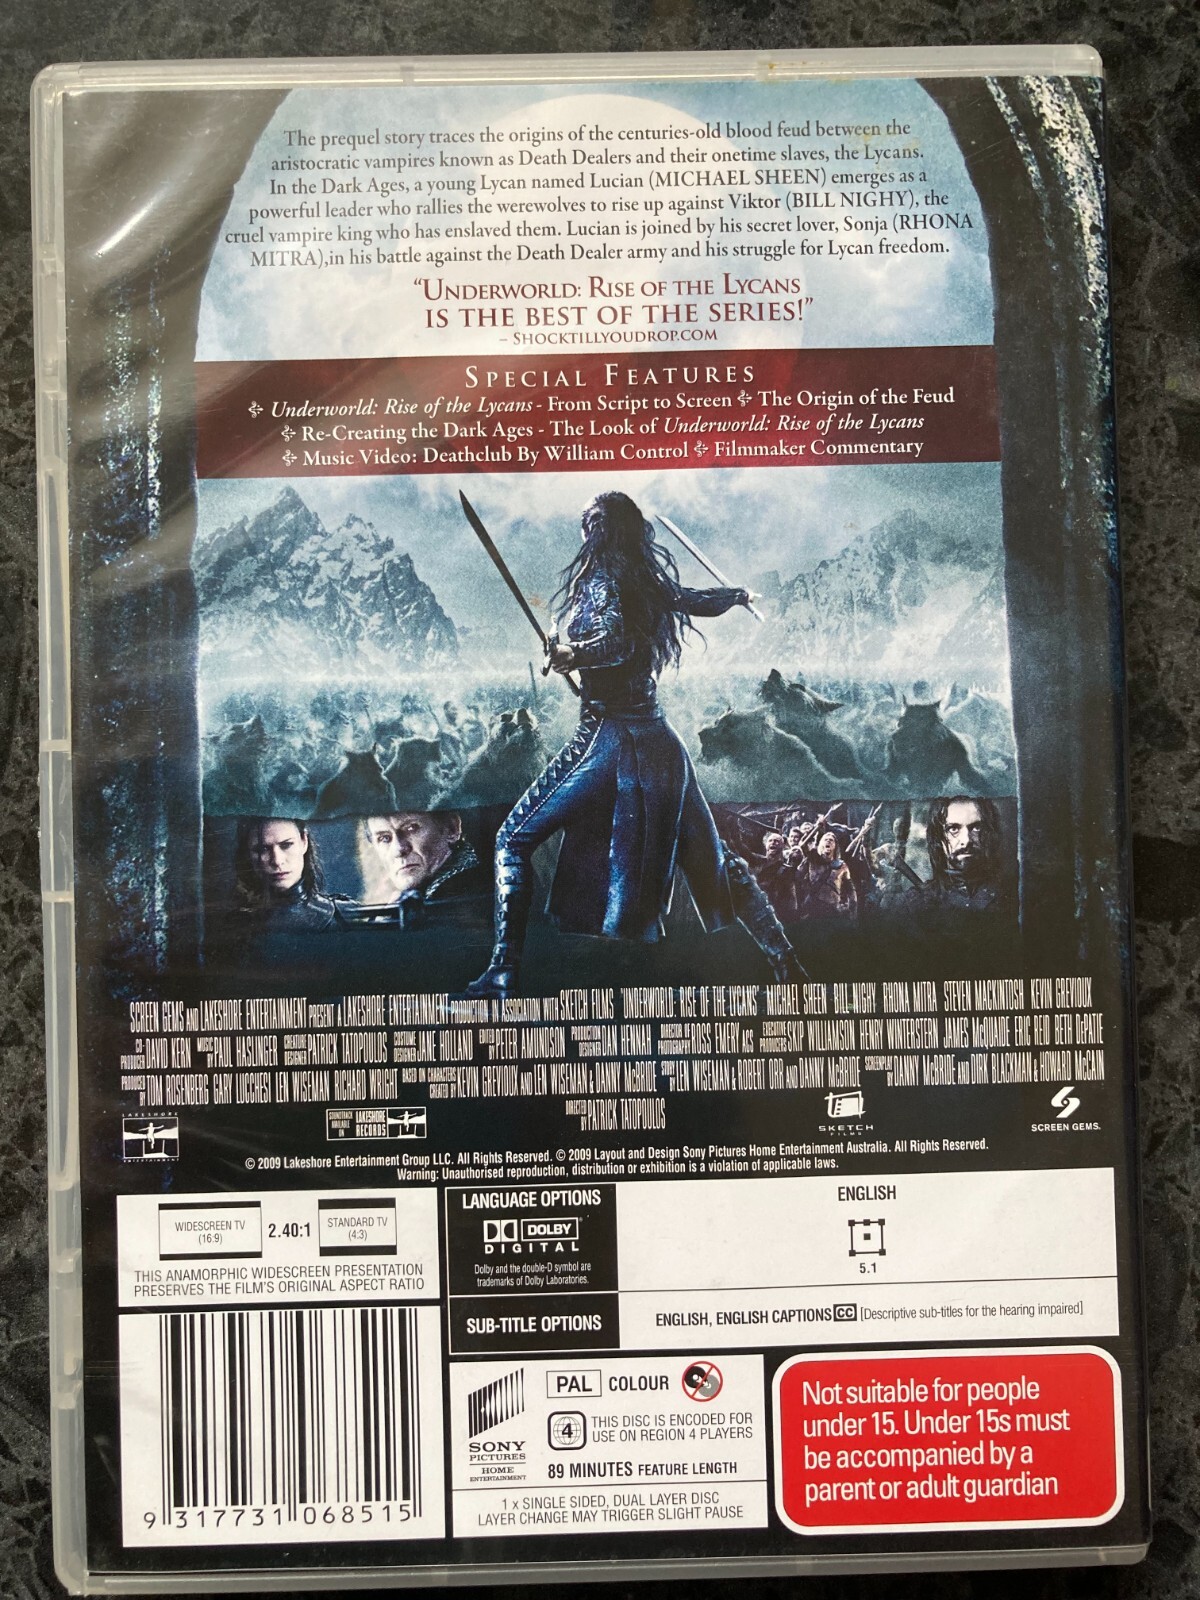 The prequel story traces the origins of the centuries-old blood feud between the
aristocratic vampires known as Death Dealers and their onetime slaves, the Lycans.
In the Dark Ages, a young Lycan named Lucian (MICHAEL SHEEN) emerges as a
powerful leader who rallies the werewolves to rise up against Viktor (BILL NIGHY), the
cruel vampire king who has enslaved them. Lucian is joined by his secret lover, Sonja (RHONA
MITRA),in his battle against the Death Dealer army and his struggle for Lycan freedom.
"UNDERWORLD: RISE OF THE LYCANS
IS THE BEST OF THE SERIES!"
– SHOCKTILLYOUDROP.COM
SPECIAL FEATURES
Underworld: Rise of the Lycans - From Script to Screen The Origin of the Feud
Re-Creating the Dark Ages - The Look of Underworld: Rise of the Lycans
Music Video: Deathclub By William Control Filmmaker Commentary
SCREEN GEMS AND LAKESHORE ENTERTAINMENT PRESENT A LAKESHORE ENTERTAINMENT PRODUCTION IN ASSOCIATION WITH SKETCH FILMS "UNDERWORLD: RISE OF THE LYCANS" MICHAEL SHEEN BILL NIGHY RHONA MITRA STEVEN MACKINTOSH KEVIN GREVIOUX
CO-PRODUCER DAVID KERN MUSIC BY PAUL HASLINGER CREATURE DESIGNER PATRICK TATOPOULOS COSTUME DESIGNER JANE HOLLAND EDITED BY PETER AMUNDSON PRODUCTION DESIGNER DAN HENNAH DIRECTOR OF PHOTOGRAPHY ROSS EMERY ACS EXECUTIVE PRODUCERS SKIP WILLIAMSON HENRY WINTERSTERN JAMES McQUAIDE ERIC REID BETH DePATIE
PRODUCED BY TOM ROSENBERG GARY LUCCHESI LEN WISEMAN RICHARD WRIGHT BASED ON CHARACTERS CREATED BY KEVIN GREVIOUX AND LEN WISEMAN & DANNY McBRIDE STORY BY LEN WISEMAN & ROBERT ORR AND DANNY McBRIDE SCREENPLAY BY DANNY McBRIDE AND DIRK BLACKMAN & HOWARD McCAIN
DIRECTED BY PATRICK TATOPOULOS
LAKESHORE
ENTERTAINMENT
SOUNDTRACK AVAILABLE ON LAKESHORE RECORDS
SKETCH
FILMS
SCREEN GEMS.
© 2009 Lakeshore Entertainment Group LLC. All Rights Reserved. © 2009 Layout and Design Sony Pictures Home Entertainment Australia. All Rights Reserved.
Warning: Unauthorised reproduction, distribution or exhibition is a violation of applicable laws.
WIDESCREEN TV
(16:9)
2.40:1
STANDARD TV
(4:3)
THIS ANAMORPHIC WIDESCREEN PRESENTATION
PRESERVES THE FILM'S ORIGINAL ASPECT RATIO
LANGUAGE OPTIONS
DOLBY
DIGITAL
Dolby and the double-D symbol are
trademarks of Dolby Laboratories.
ENGLISH
5.1
SUB-TITLE OPTIONS
ENGLISH, ENGLISH CAPTIONS CC [Descriptive sub-titles for the hearing impaired]
9 317731 068515
SONY
PICTURES
HOME
ENTERTAINMENT
PAL COLOUR
4
THIS DISC IS ENCODED FOR
USE ON REGION 4 PLAYERS
89 MINUTES FEATURE LENGTH
1 x SINGLE SIDED, DUAL LAYER DISC
LAYER CHANGE MAY TRIGGER SLIGHT PAUSE
Not suitable for people
under 15. Under 15s must
be accompanied by a
parent or adult guardian